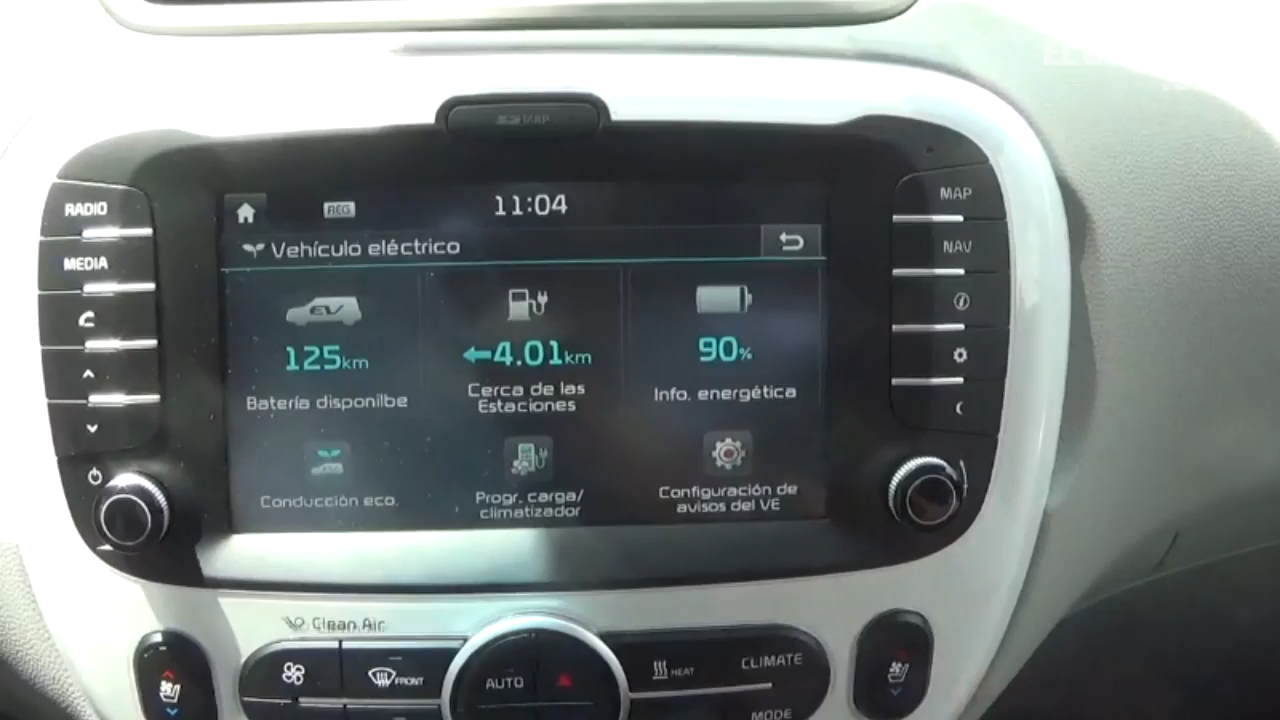 MAP
RADIO
MEDIA
REG
11:04
MAP
NAV
Vehículo eléctrico
EV
125km
Batería disponilbe
4.01km
Cerca de las
Estaciones
90%
Info. energética
Conducción eco.
Progr. carga/
climatizador
Configuración de
avisos del VE
Clean Air
FRONT
AUTO
HEAT
CLIMATE
MODE